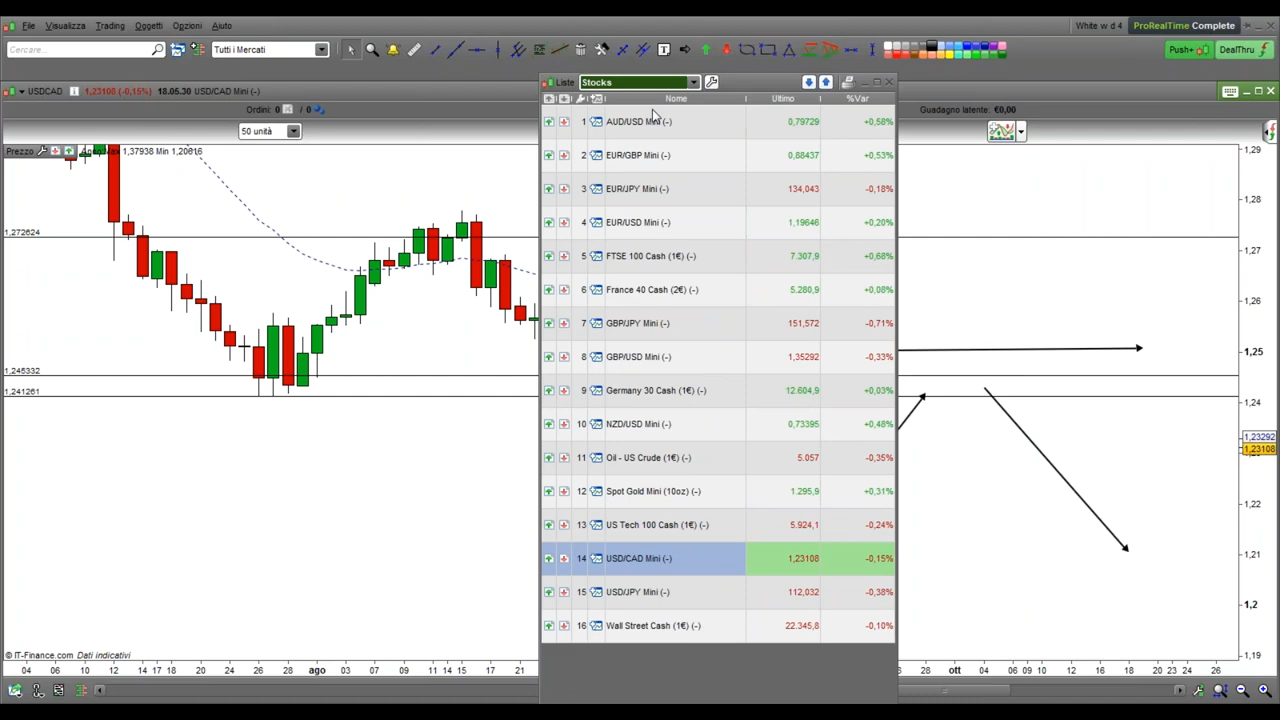 File Visualizza Trading Oggetti Opzioni Aiuto
White w d 4 ProRealTime Complete
Cercare... Tutti i Mercati
Push+ DealThru
USDCAD 1,23108 (-0,15%) 18.05.30 USD/CAD Mini (-)
Ordini: 0 / 0
Guadagno latente: €0,00
50 unità
Prezzo
Max 1,37938 Min 1,20616
Liste Stocks
Nome Ultimo %Var
1 AUD/USD Mini (-) 0,79729 +0,58%
2 EUR/GBP Mini (-) 0,88437 +0,53%
3 EUR/JPY Mini (-) 134,043 -0,18%
4 EUR/USD Mini (-) 1,19646 +0,20%
5 FTSE 100 Cash (1€) (-) 7.307,9 +0,68%
6 France 40 Cash (2€) (-) 5.280,9 +0,08%
7 GBP/JPY Mini (-) 151,572 -0,71%
8 GBP/USD Mini (-) 1,35292 -0,33%
9 Germany 30 Cash (1€) (-) 12.604,9 +0,03%
10 NZD/USD Mini (-) 0,73395 +0,48%
11 Oil - US Crude (1€) (-) 5.057 -0,35%
12 Spot Gold Mini (10oz) (-) 1.295,9 +0,31%
13 US Tech 100 Cash (1€) (-) 5.924,1 -0,24%
14 USD/CAD Mini (-) 1,23108 -0,15%
15 USD/JPY Mini (-) 112,032 -0,38%
16 Wall Street Cash (1€) (-) 22.345,8 -0,10%
1,272624
1,245332
1,241261
1,29
1,28
1,27
1,26
1,25
1,24
1,23292
1,23108
1,22
1,21
1,2
1,19
© IT-Finance.com Dati indicativi
04 06 10 12 14 17 18 20 24 26 28 ago 03 07 09 11 15 17 21
28 ott 04 06 09 10 12 16 18 20 23 24 26